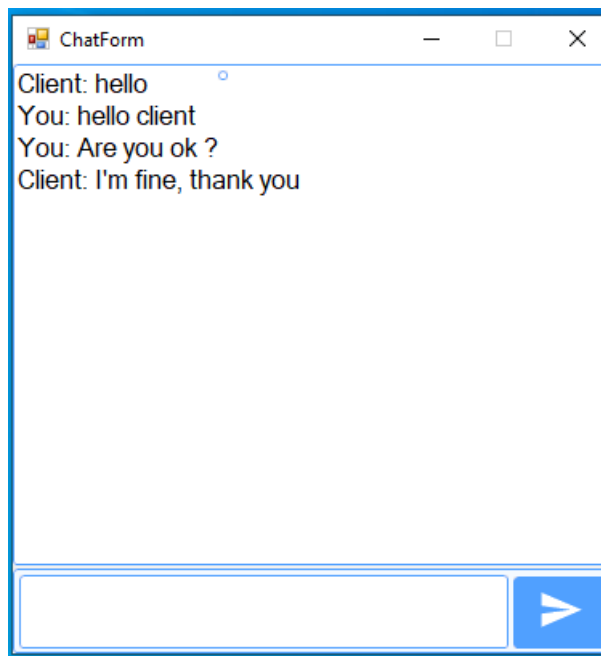 ChatForm
Client: hello
You: hello client
You: Are you ok ?
Client: I'm fine, thank you